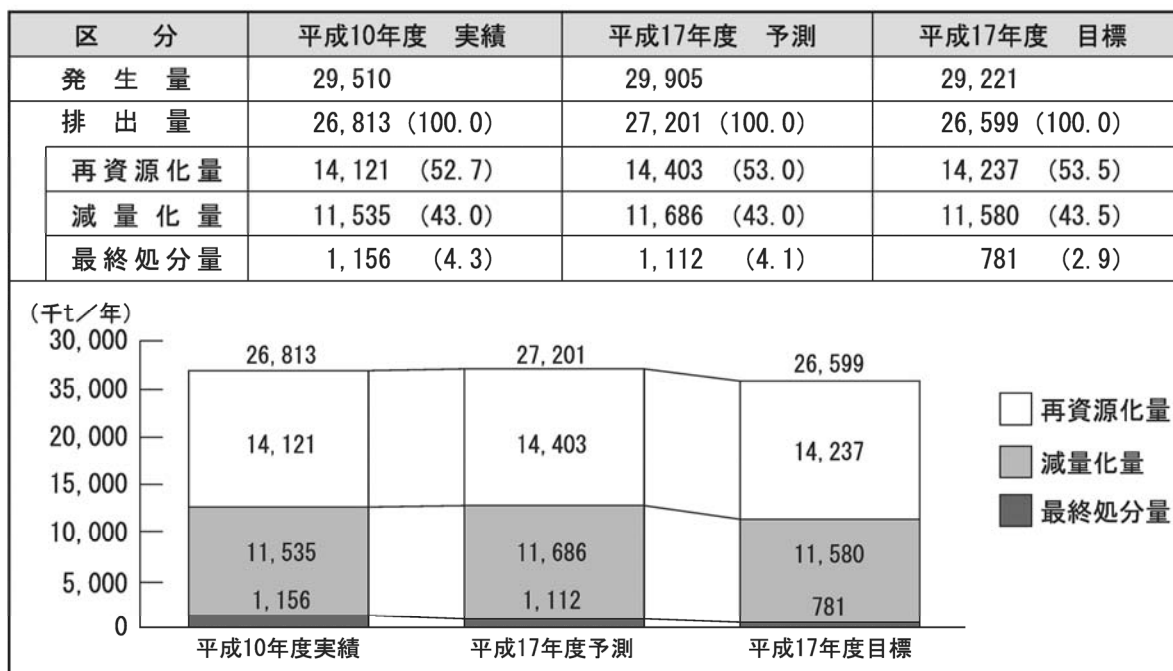 区 分 平成10年度 実績 平成17年度 予測 平成17年度 目標
発 生 量 29,510 29,905 29,221
排 出 量 26,813 (100.0) 27,201 (100.0) 26,599 (100.0)
再資源化量 14,121 (52.7) 14,403 (53.0) 14,237 (53.5)
減 量 化 量 11,535 (43.0) 11,686 (43.0) 11,580 (43.5)
最終処分量 1,156 (4.3) 1,112 (4.1) 781 (2.9)
(千t/年)
30,000
35,000
20,000
15,000
10,000
5,000
0
26,813 27,201 26,599
14,121 14,403 14,237
11,535 11,686 11,580
1,156 1,112 781
平成10年度実績 平成17年度予測 平成17年度目標
再資源化量
減量化量
最終処分量